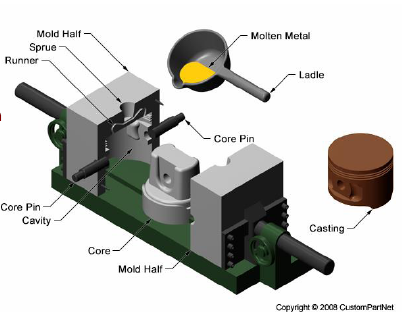 Mold Half
Sprue
Runner
Molten Metal
Ladle
Core Pin
Core Pin
Cavity
Core
Mold Half
Casting
Copyright © 2008 CustomPartNet